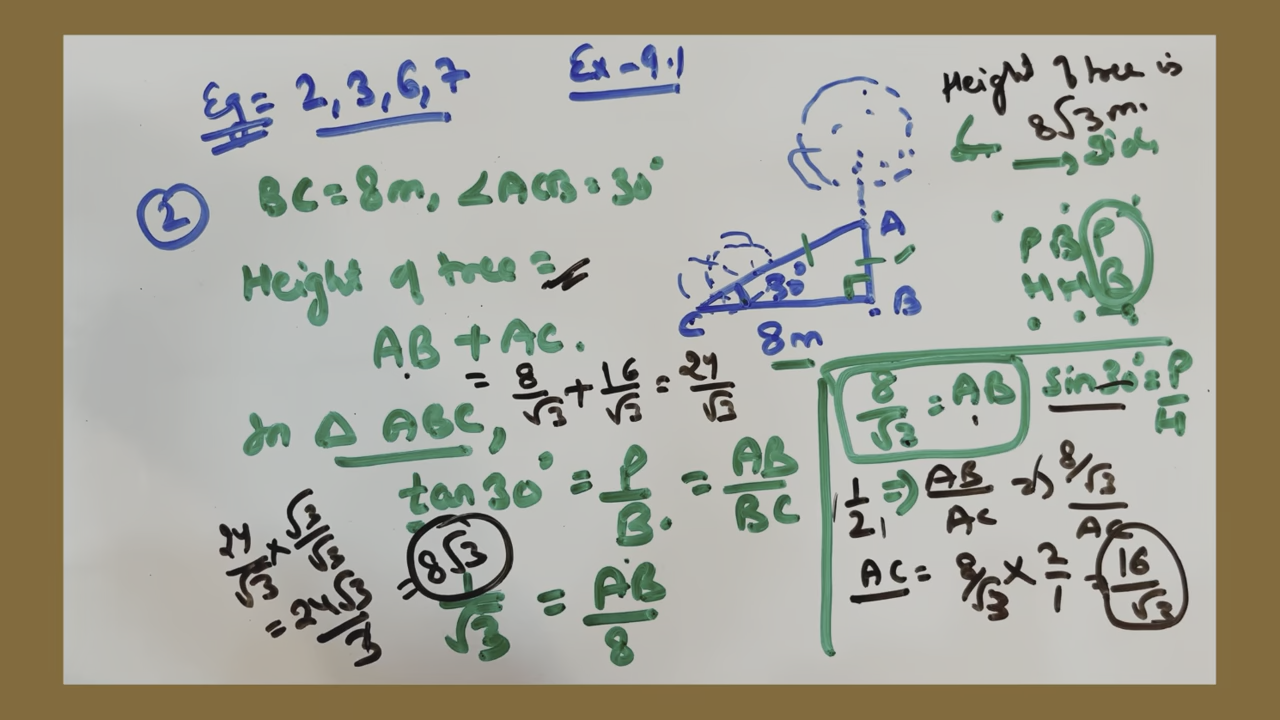 Eq = 2, 3, 6, 7
Ex - 9.1
Height of tree is
8√3 m.
② BC = 8m, ∠ACB = 30°
Height of tree =
AB + AC.
= 8/√3 + 16/√3 = 24/√3
A
B
C
30°
8m
P B P
H H B
In △ ABC,
tan 30° = P/B. = AB/BC
1/√3 = AB/8
24/√3 × √3/√3
= 24√3/3
= 8√3
8/√3 = AB
sin 30° = P/H
1/2 ⇒ AB/AC ⇒ 8/√3/AC
AC = 8/√3 × 2/1 = 16/√3